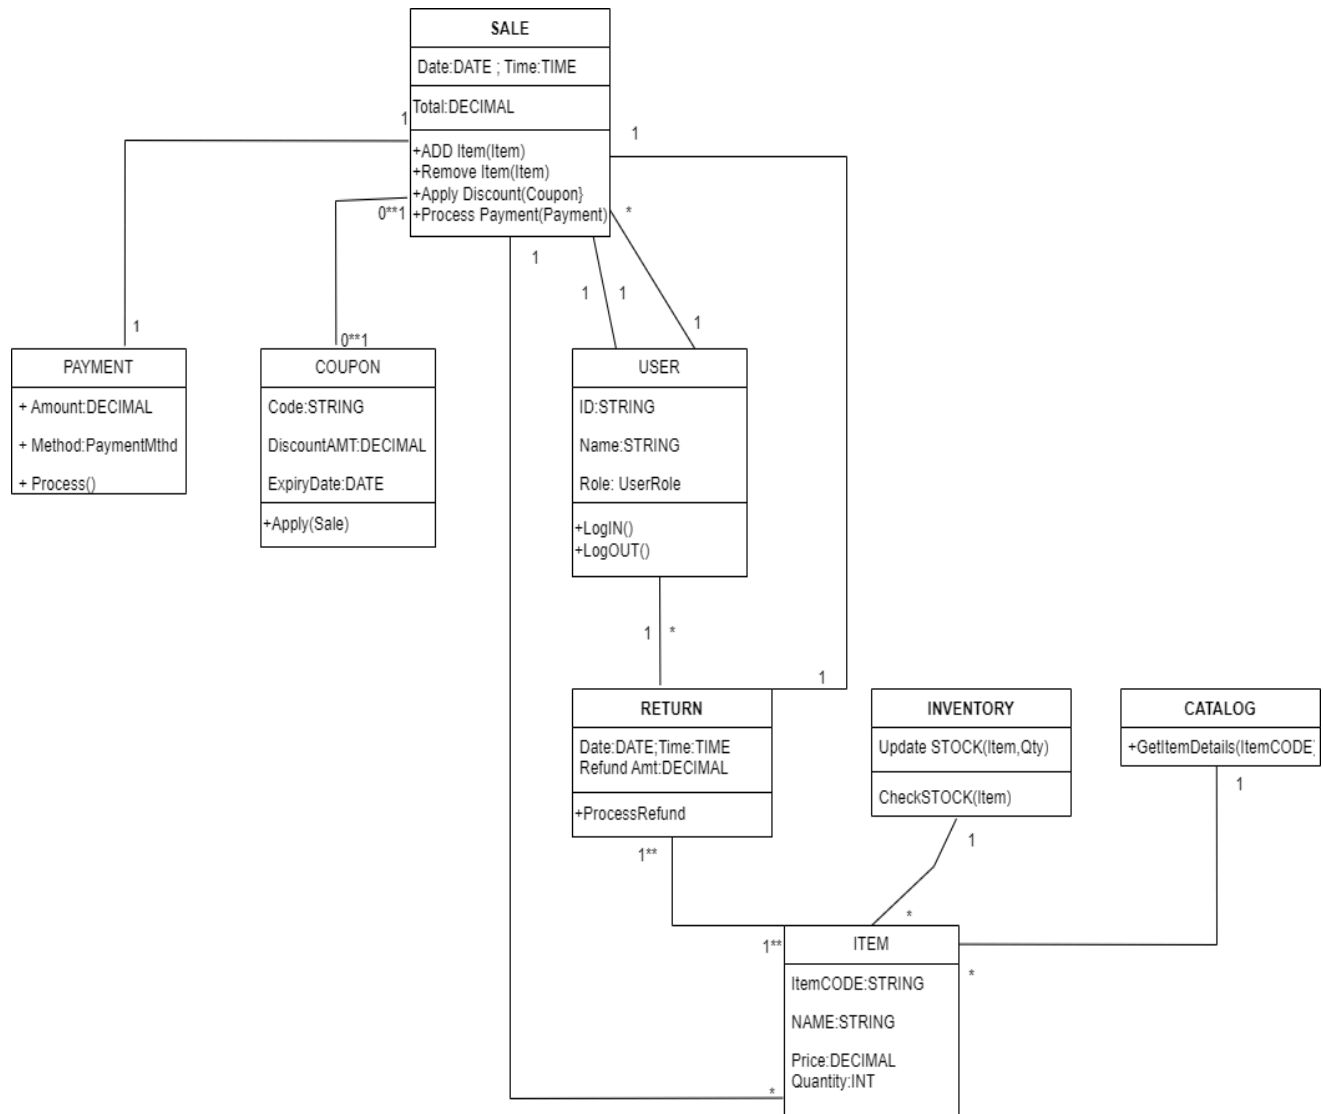 SALE
Date:DATE ; Time:TIME
Total:DECIMAL
1
1
+ADD Item(Item)
+Remove Item(Item)
+Apply Discount(Coupon}
0**1
+Process Payment(Payment)
*
1
1
1
1
1
0**1
PAYMENT
+ Amount:DECIMAL
+ Method:PaymentMthd
+ Process()
COUPON
Code:STRING
DiscountAMT:DECIMAL
ExpiryDate:DATE
+Apply(Sale)
USER
ID:STRING
Name:STRING
Role: UserRole
+LogIN()
+LogOUT()
1
*
1
RETURN
Date:DATE;Time:TIME
Refund Amt:DECIMAL
+ProcessRefund
INVENTORY
Update STOCK(Item,Qty)
CheckSTOCK(Item)
CATALOG
+GetItemDetails(ItemCODE
1
1
1**
*
1**
*
ITEM
ItemCODE:STRING
NAME:STRING
Price:DECIMAL
Quantity:INT
*